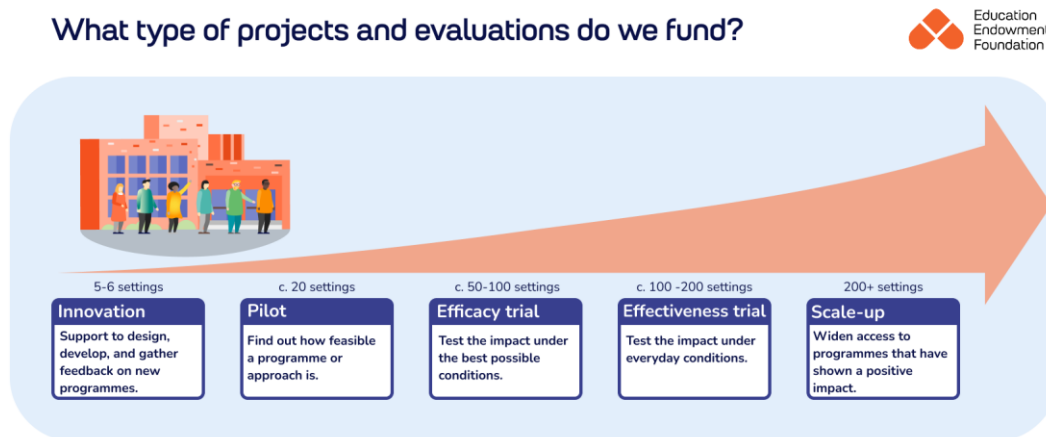 What type of projects and evaluations do we fund?
Education
Endowment
Foundation
5-6 settings
Innovation
Support to design,
develop, and gather
feedback on new
programmes.
c. 20 settings
Pilot
Find out how feasible
a programme or
approach is.
c. 50-100 settings
Efficacy trial
Test the impact under
the best possible
conditions.
c. 100 -200 settings
Effectiveness trial
Test the impact under
everyday conditions.
200+ settings
Scale-up
Widen access to
programmes that have
shown a positive
impact.